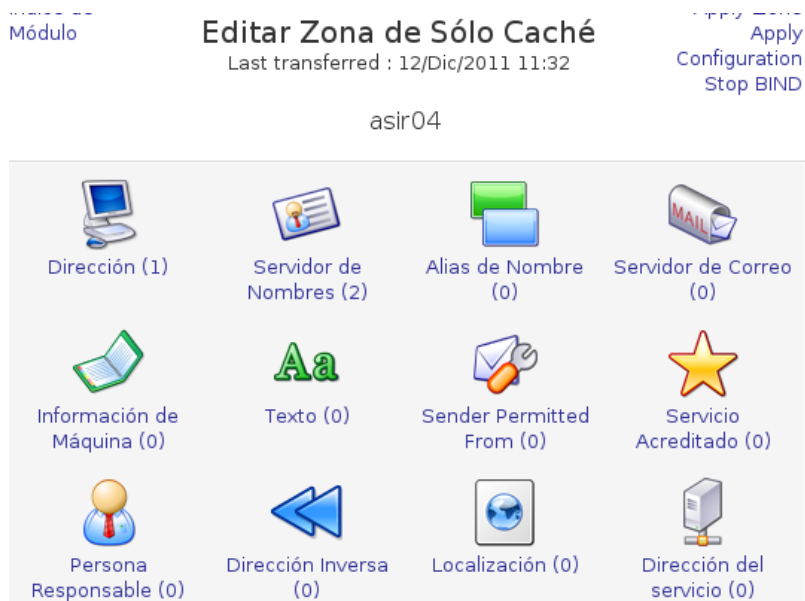 Módulo
Editar Zona de Sólo Caché
Last transferred : 12/Dic/2011 11:32
asir04
Apply Zone
Apply
Configuration
Stop BIND
Dirección (1)
Servidor de
Nombres (2)
Alias de Nombre
(0)
Servidor de Correo
(0)
MAIL
Información de
Máquina (0)
Aa
Texto (0)
Sender Permitted
From (0)
Servicio
Acreditado (0)
Persona
Responsable (0)
Dirección Inversa
(0)
Localización (0)
Dirección del
servicio (0)